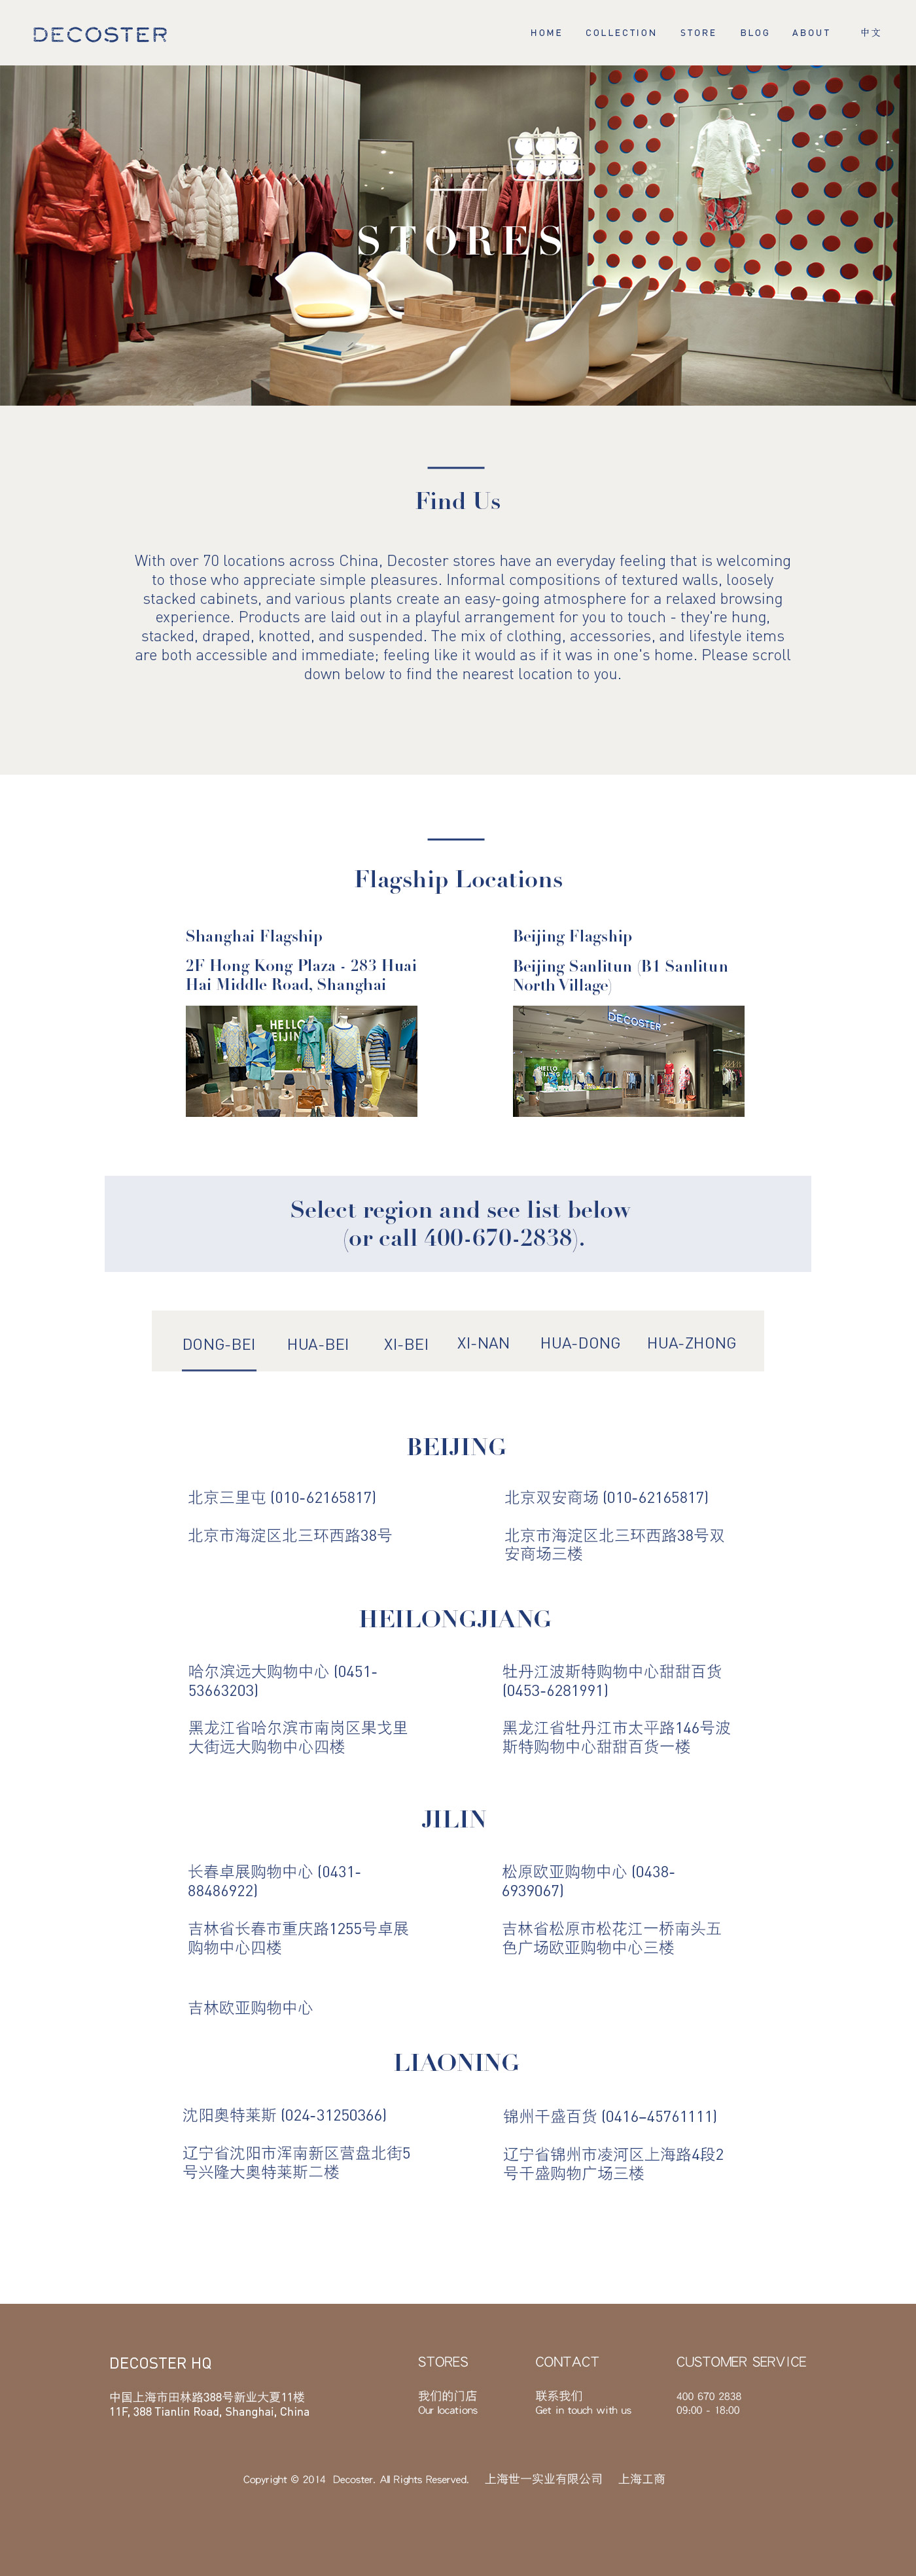 DECOSTER
HOME COLLECTION STORE BLOG ABOUT 中文
STORES
Find Us
With over 70 locations across China, Decoster stores have an everyday feeling that is welcoming
to those who appreciate simple pleasures. Informal compositions of textured walls, loosely
stacked cabinets, and various plants create an easy-going atmosphere for a relaxed browsing
experience. Products are laid out in a playful arrangement for you to touch - they're hung,
stacked, draped, knotted, and suspended. The mix of clothing, accessories, and lifestyle items
are both accessible and immediate; feeling like it would as if it was in one's home. Please scroll
down below to find the nearest location to you.
Flagship Locations
Shanghai Flagship
2F Hong Kong Plaza - 283 Huai
Hai Middle Road, Shanghai
HELLO
BEIJING
Beijing Flagship
Beijing Sanlitun (B1 Sanlitun
North Village)
DECOSTER
HELLO
Select region and see list below
(or call 400-670-2838).
DONG-BEI HUA-BEI XI-BEI XI-NAN HUA-DONG HUA-ZHONG
BEIJING
北京三里屯 (010-62165817)
北京市海淀区北三环西路38号
北京双安商场 (010-62165817)
北京市海淀区北三环西路38号双
安商场三楼
HEILONGJIANG
哈尔滨远大购物中心 (0451-
53663203)
黑龙江省哈尔滨市南岗区果戈里
大街远大购物中心四楼
牡丹江波斯特购物中心甜甜百货
(0453-6281991)
黑龙江省牡丹江市太平路146号波
斯特购物中心甜甜百货一楼
JILIN
长春卓展购物中心 (0431-
88486922)
吉林省长春市重庆路1255号卓展
购物中心四楼
松原欧亚购物中心 (0438-
6939067)
吉林省松原市松花江一桥南头五
色广场欧亚购物中心三楼
吉林欧亚购物中心
LIAONING
沈阳奥特莱斯 (024-31250366)
辽宁省沈阳市浑南新区营盘北街5
号兴隆大奥特莱斯二楼
锦州千盛百货 (0416–45761111)
辽宁省锦州市凌河区上海路4段2
号千盛购物广场三楼
DECOSTER HQ
中国上海市田林路388号新业大夏11楼
11F, 388 Tianlin Road, Shanghai, China
STORES
我们的门店
Our locations
CONTACT
联系我们
Get in touch with us
CUSTOMER SERVICE
400 670 2838
09:00 - 18:00
Copyright © 2014 Decoster. All Rights Reserved. 上海世一实业有限公司 上海工商